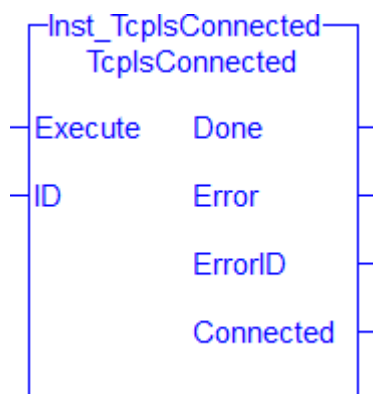 Inst_TcpIsConnected
TcpIsConnected
Execute Done
ID Error
ErrorID
Connected